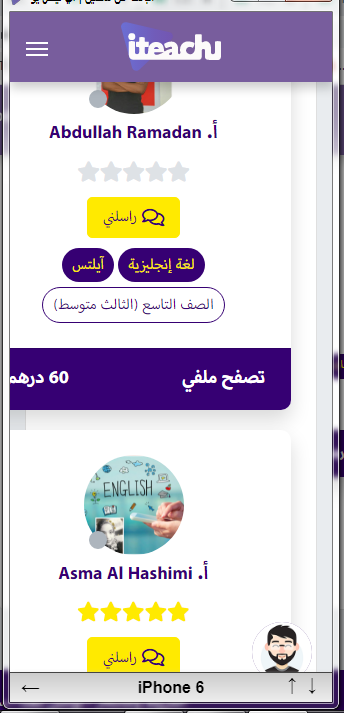 iteachu
أ. Abdullah Ramadan
راسلني
لغة إنجليزية
آيلتس
الصف التاسع (الثالث متوسط)
تصفح ملفي
60 درهم
ENGLISH
أ. Asma Al Hashimi
راسلني
iPhone 6